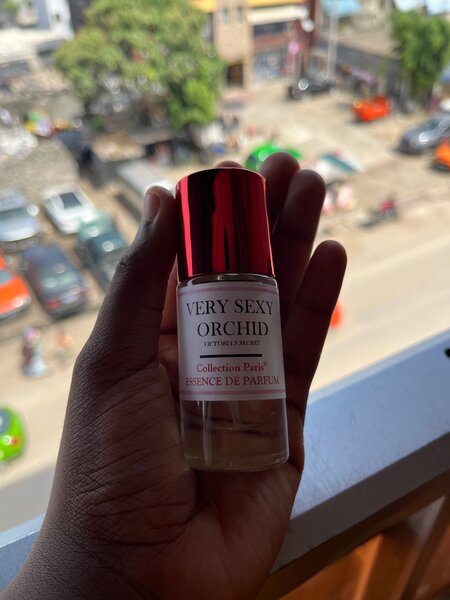 VERY SEXY
ORCHID
VICTORIA'S SECRET
Collection Paris®
ESSENCE DE PARFUM